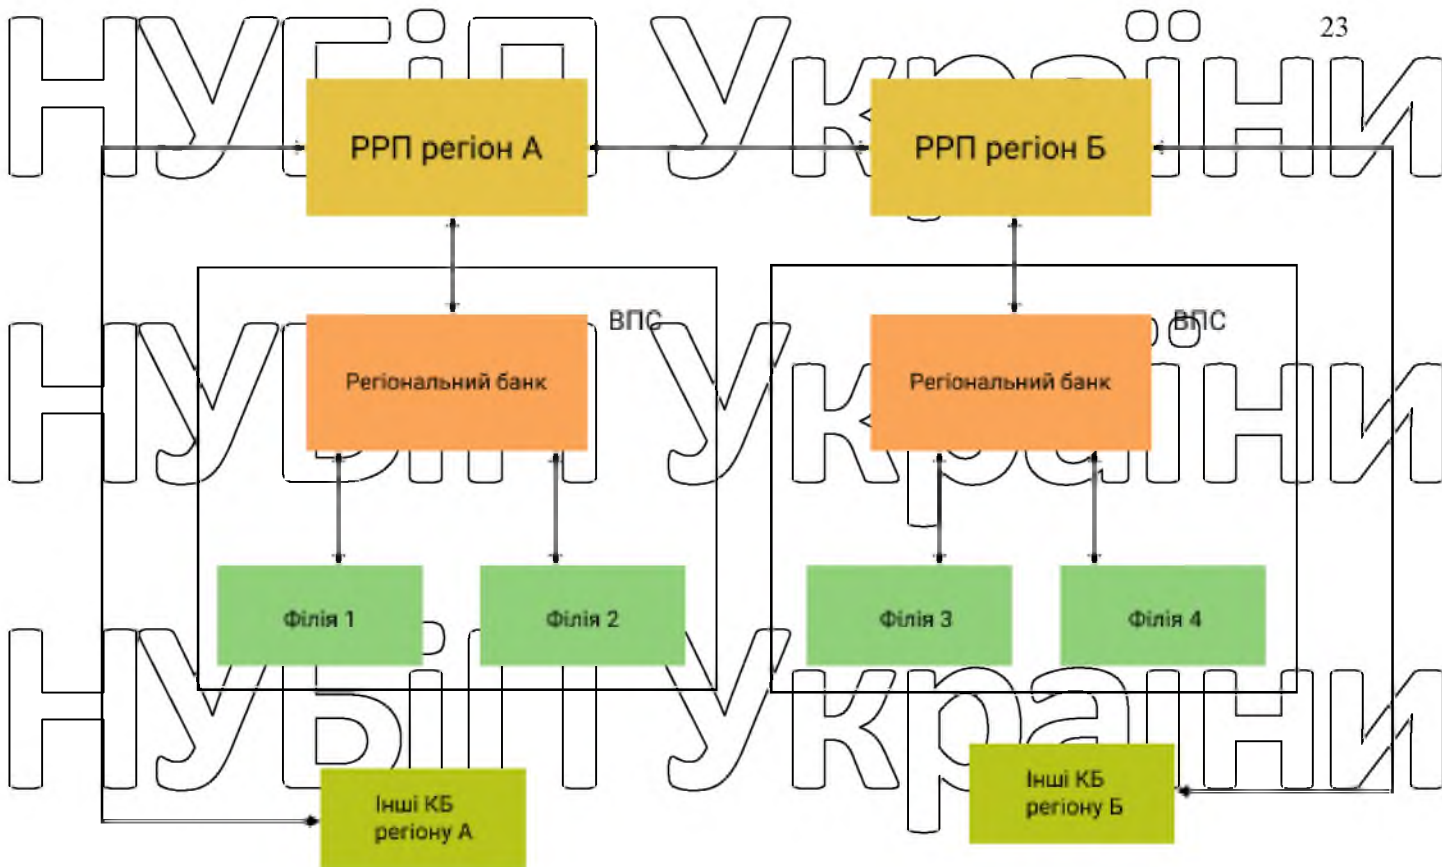 НУБіП України
23
РРП регіон А
РРП регіон Б
ВПС
ВПС
НУБіП України
Регіональний банк
Регіональний банк
Філія 1
Філія 2
Філія 3
Філія 4
НУБіП України
Інші КБ
регіону А
Інші КБ
регіону Б